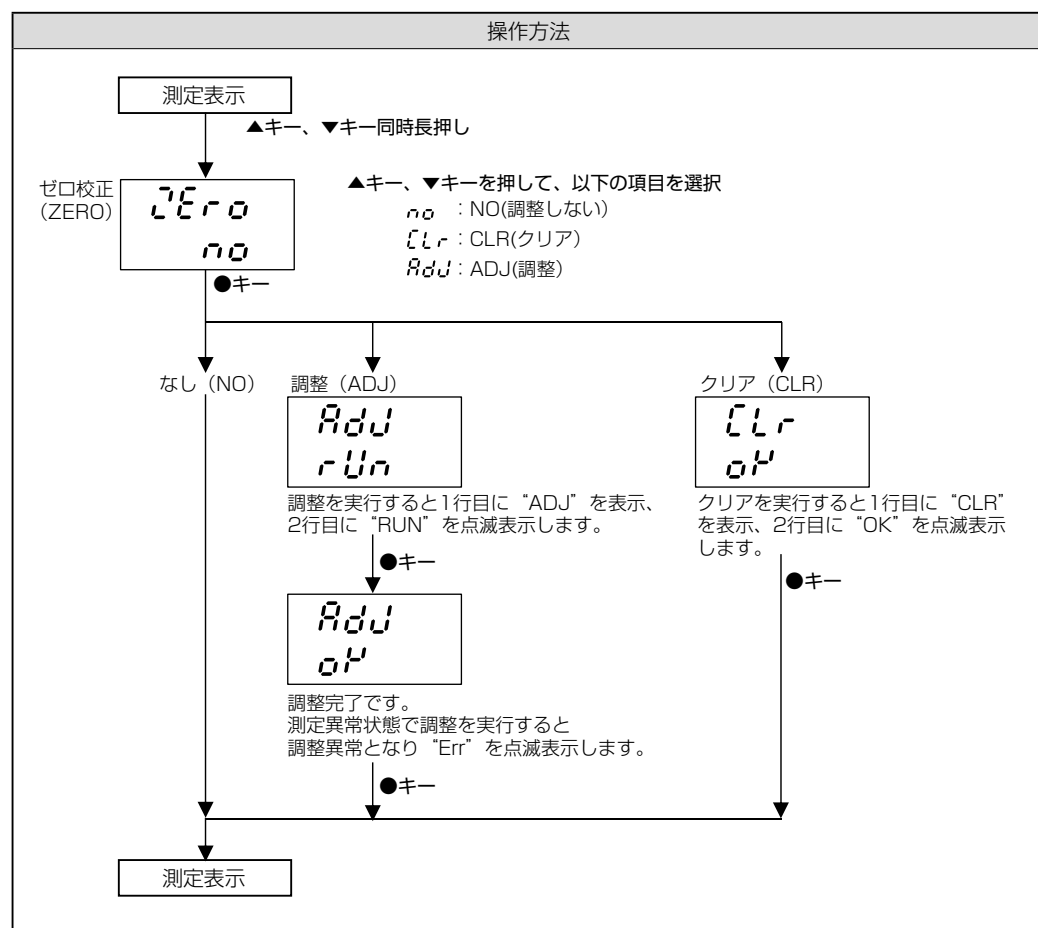 操作方法
測定表示
▲キー、▼キー同時長押し
ゼロ校正
(ZERO)
ZEro
no
▲キー、▼キーを押して、以下の項目を選択
no :NO(調整しない)
CLr:CLR(クリア)
AdJ:ADJ(調整)
●キー
なし(NO)
調整(ADJ)
AdJ
rUn
調整を実行すると1行目に“ADJ”を表示、
2行目に“RUN”を点滅表示します。
●キー
AdJ
oK
調整完了です。
測定異常状態で調整を実行すると
調整異常となり“Err”を点滅表示します。
●キー
クリア(CLR)
CLr
oK
クリアを実行すると1行目に“CLR”
を表示、2行目に“OK”を点滅表示
します。
●キー
測定表示